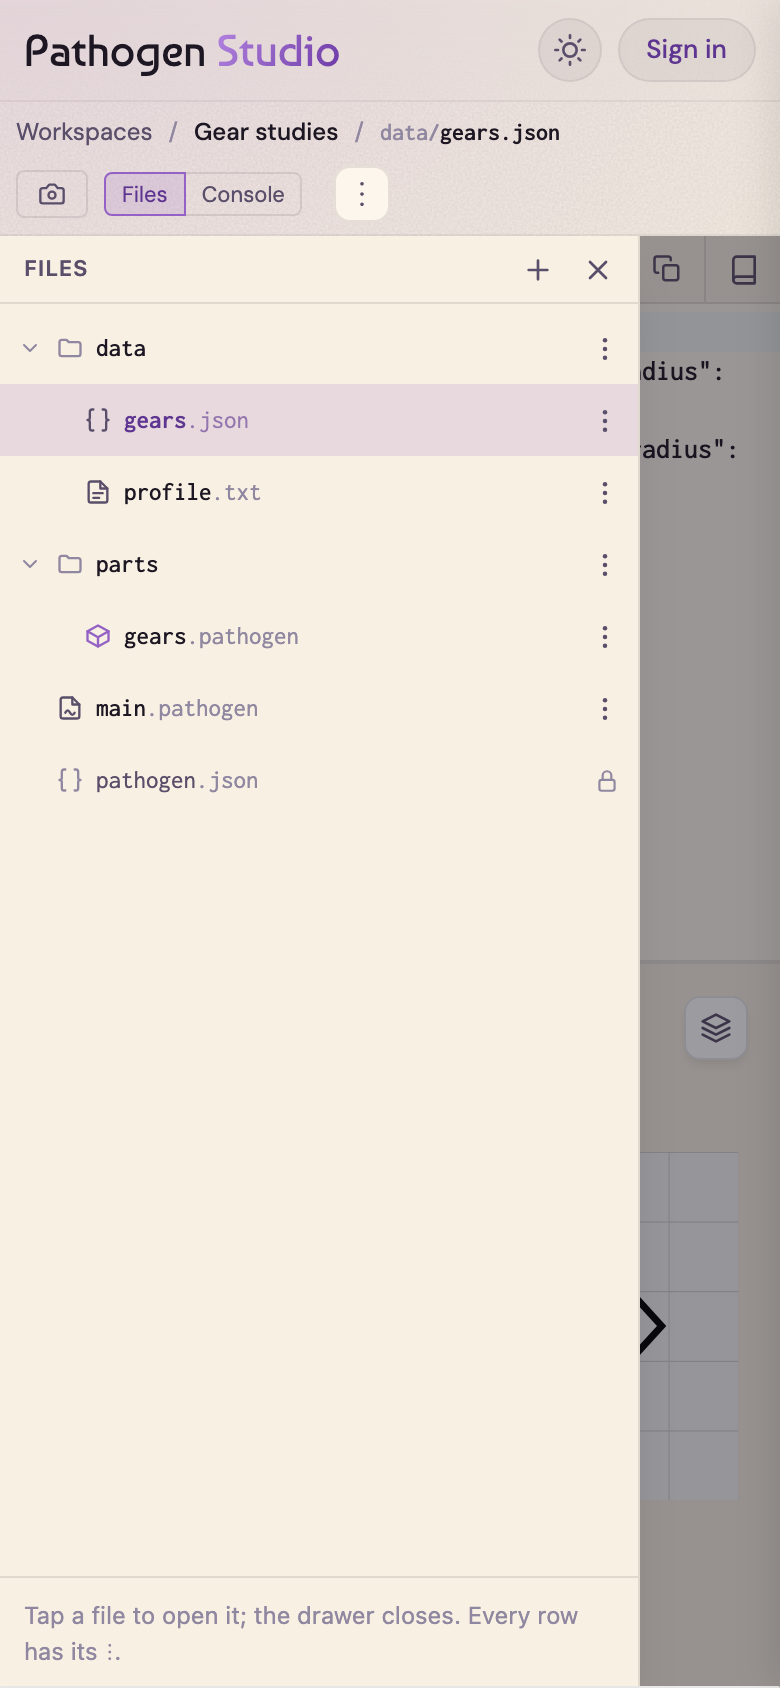 Pathogen Studio
Sign in
Workspaces / Gear studies / data/gears.json
Files
Console
FILES
data
adius":
gears.json
adius":
profile.txt
parts
gears.pathogen
main.pathogen
pathogen.json
Tap a file to open it; the drawer closes. Every row
has its ⋮.